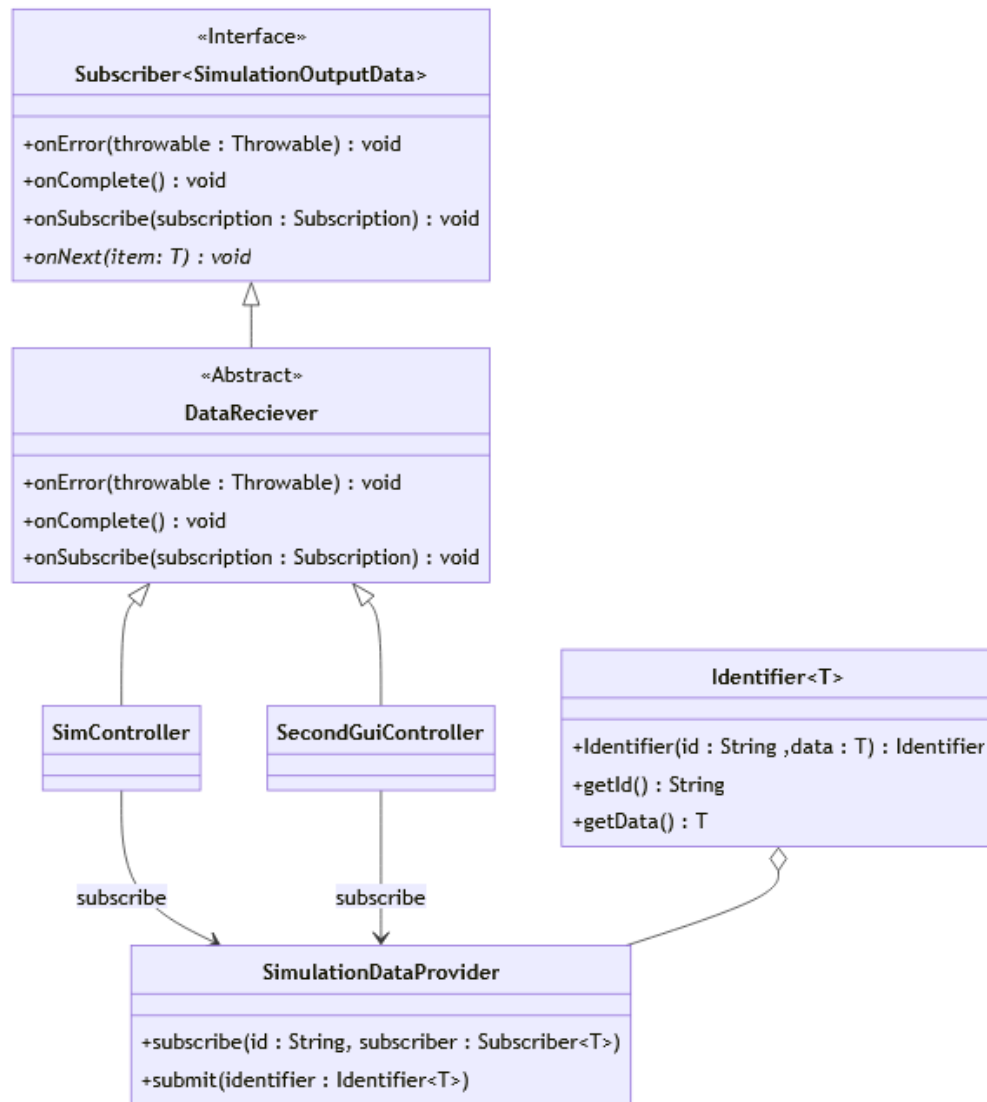 «Interface»
Subscriber<SimulationOutputData>
+onError(throwable : Throwable) : void
+onComplete() : void
+onSubscribe(subscription : Subscription) : void
+onNext(item: T) : void
«Abstract»
DataReciever
+onError(throwable : Throwable) : void
+onComplete() : void
+onSubscribe(subscription : Subscription) : void
SimController
SecondGuiController
Identifier<T>
+Identifier(id : String ,data : T) : Identifier
+getId() : String
+getData() : T
subscribe
subscribe
SimulationDataProvider
+subscribe(id : String, subscriber : Subscriber<T>)
+submit(identifier : Identifier<T>)